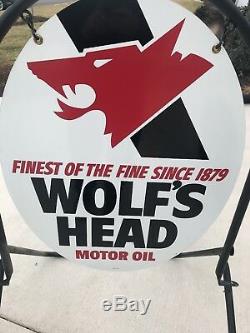 FINEST OF THE FINE SINCE 1879
WOLF'S
HEAD
MOTOR OIL